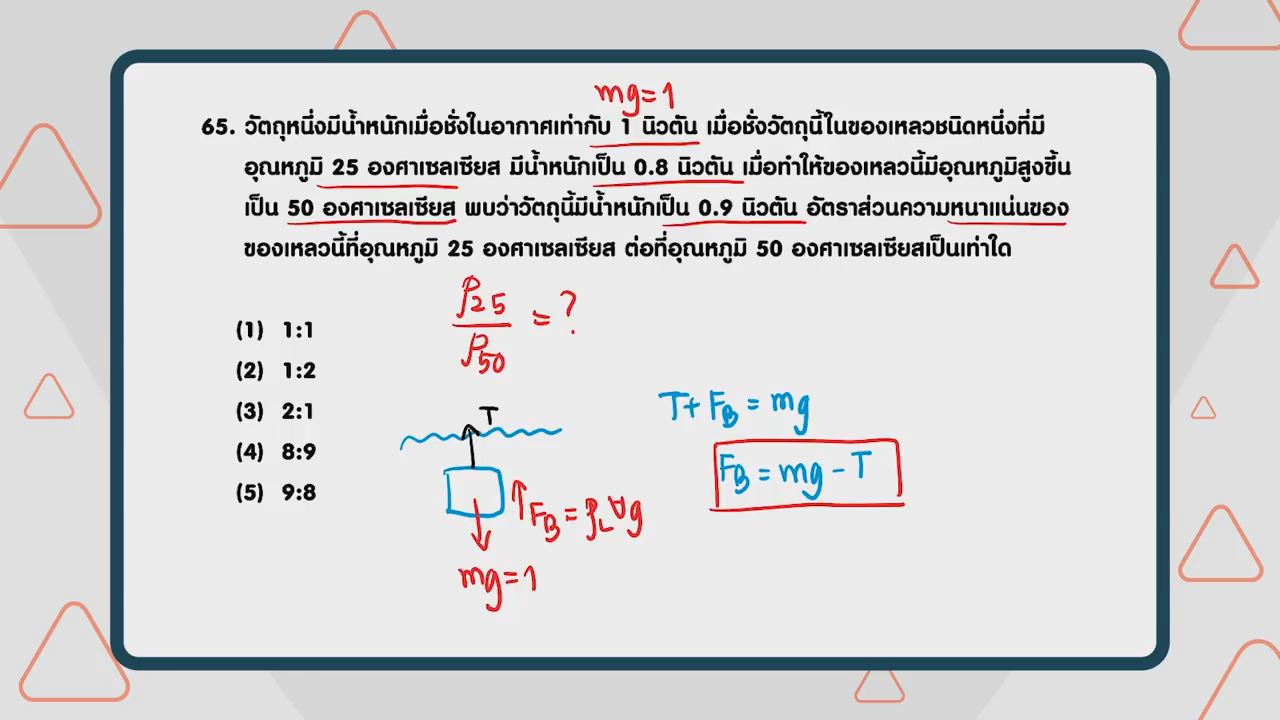 mg=1
65. วัตถุหนึ่งมีน้ำหนักเมื่อชั่งในอากาศเท่ากับ 1 นิวตัน เมื่อชั่งวัตถุนี้ในของเหลวชนิดหนึ่งที่มี
อุณหภูมิ 25 องศาเซลเซียส มีน้ำหนักเป็น 0.8 นิวตัน เมื่อทำให้ของเหลวนี้มีอุณหภูมิสูงขึ้น
เป็น 50 องศาเซลเซียส พบว่าวัตถุนี้มีน้ำหนักเป็น 0.9 นิวตัน อัตราส่วนความหนาแน่นของ
ของเหลวนี้ที่อุณหภูมิ 25 องศาเซลเซียส ต่อที่อุณหภูมิ 50 องศาเซลเซียสเป็นเท่าใด
ρ25
= ?
ρ50
(1) 1:1
(2) 1:2
(3) 2:1
(4) 8:9
(5) 9:8
T
T+ FB = mg
FB = mg - T
FB = ρL∀g
mg=1